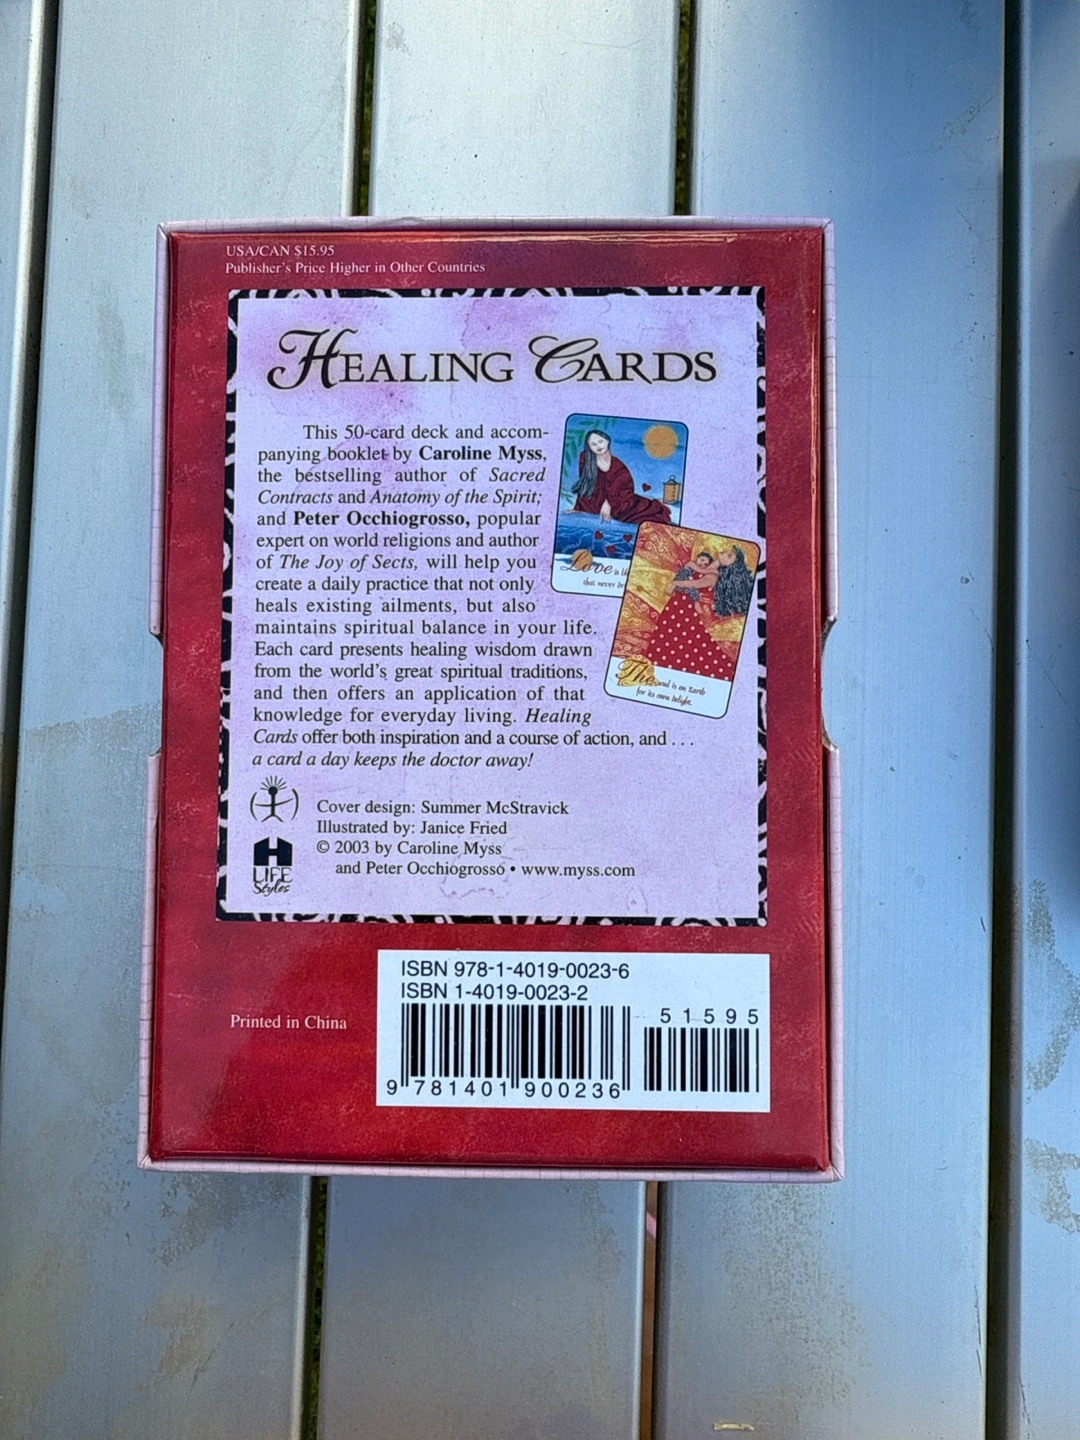 USA/CAN $15.95
Publisher's Price Higher in Other Countries
HEALING CARDS
This 50-card deck and accom-
panying booklet by Caroline Myss,
the bestselling author of Sacred
Contracts and Anatomy of the Spirit;
and Peter Occhiogrosso, popular
expert on world religions and author
of The Joy of Sects, will help you
create a daily practice that not only
heals existing ailments, but also
maintains spiritual balance in your life.
Each card presents healing wisdom drawn
from the world's great spiritual traditions,
and then offers an application of that
knowledge for everyday living. Healing
Cards offer both inspiration and a course of action, and . . .
a card a day keeps the doctor away!
Love is
that never
The soul is on Earth
for its own delight.
Cover design: Summer McStravick
Illustrated by: Janice Fried
© 2003 by Caroline Myss
and Peter Occhiogrosso • www.myss.com
H
LIFE
Styles
ISBN 978-1-4019-0023-6
ISBN 1-4019-0023-2
51595
9 781401 900236
Printed in China